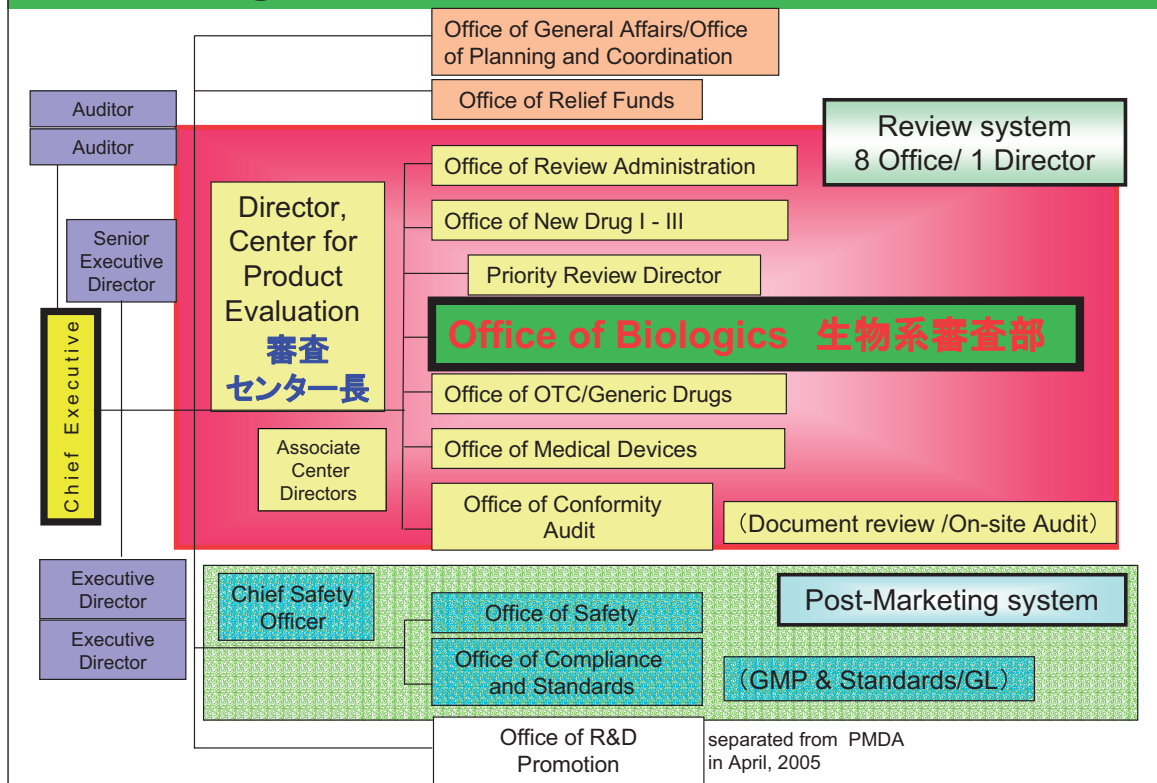 Office of General Affairs/Office
of Planning and Coordination
Office of Relief Funds
Auditor
Auditor
Review system
8 Office/ 1 Director
Office of Review Administration
Director,
Center for
Product
Evaluation
審査
センター長
Office of New Drug I - III
Senior
Executive
Director
Priority Review Director
Office of Biologics 生物系審査部
Chief Executive
Office of OTC/Generic Drugs
Associate
Center
Directors
Office of Medical Devices
Office of Conformity
Audit
（Document review /On-site Audit）
Executive
Director
Executive
Director
Chief Safety
Officer
Post-Marketing system
Office of Safety
Office of Compliance
and Standards
（GMP & Standards/GL）
Office of R&D
Promotion
separated from PMDA
in April, 2005